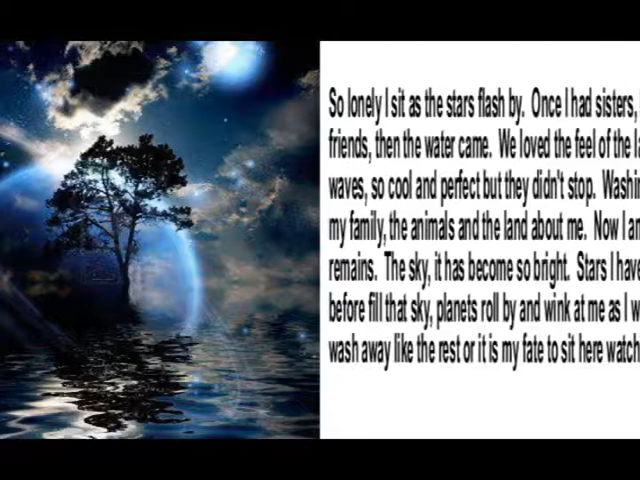 So lonely I sit as the stars flash by. Once I had sisters,
friends, then the water came. We loved the feel of the
waves, so cool and perfect but they didn't stop.
my family, the animals and the land about me. Now I
remains. The sky, it has become so bright. Stars I have
before fill that sky, planets roll by and wink at me as I
wash away like the rest or it is my fate to sit here watch